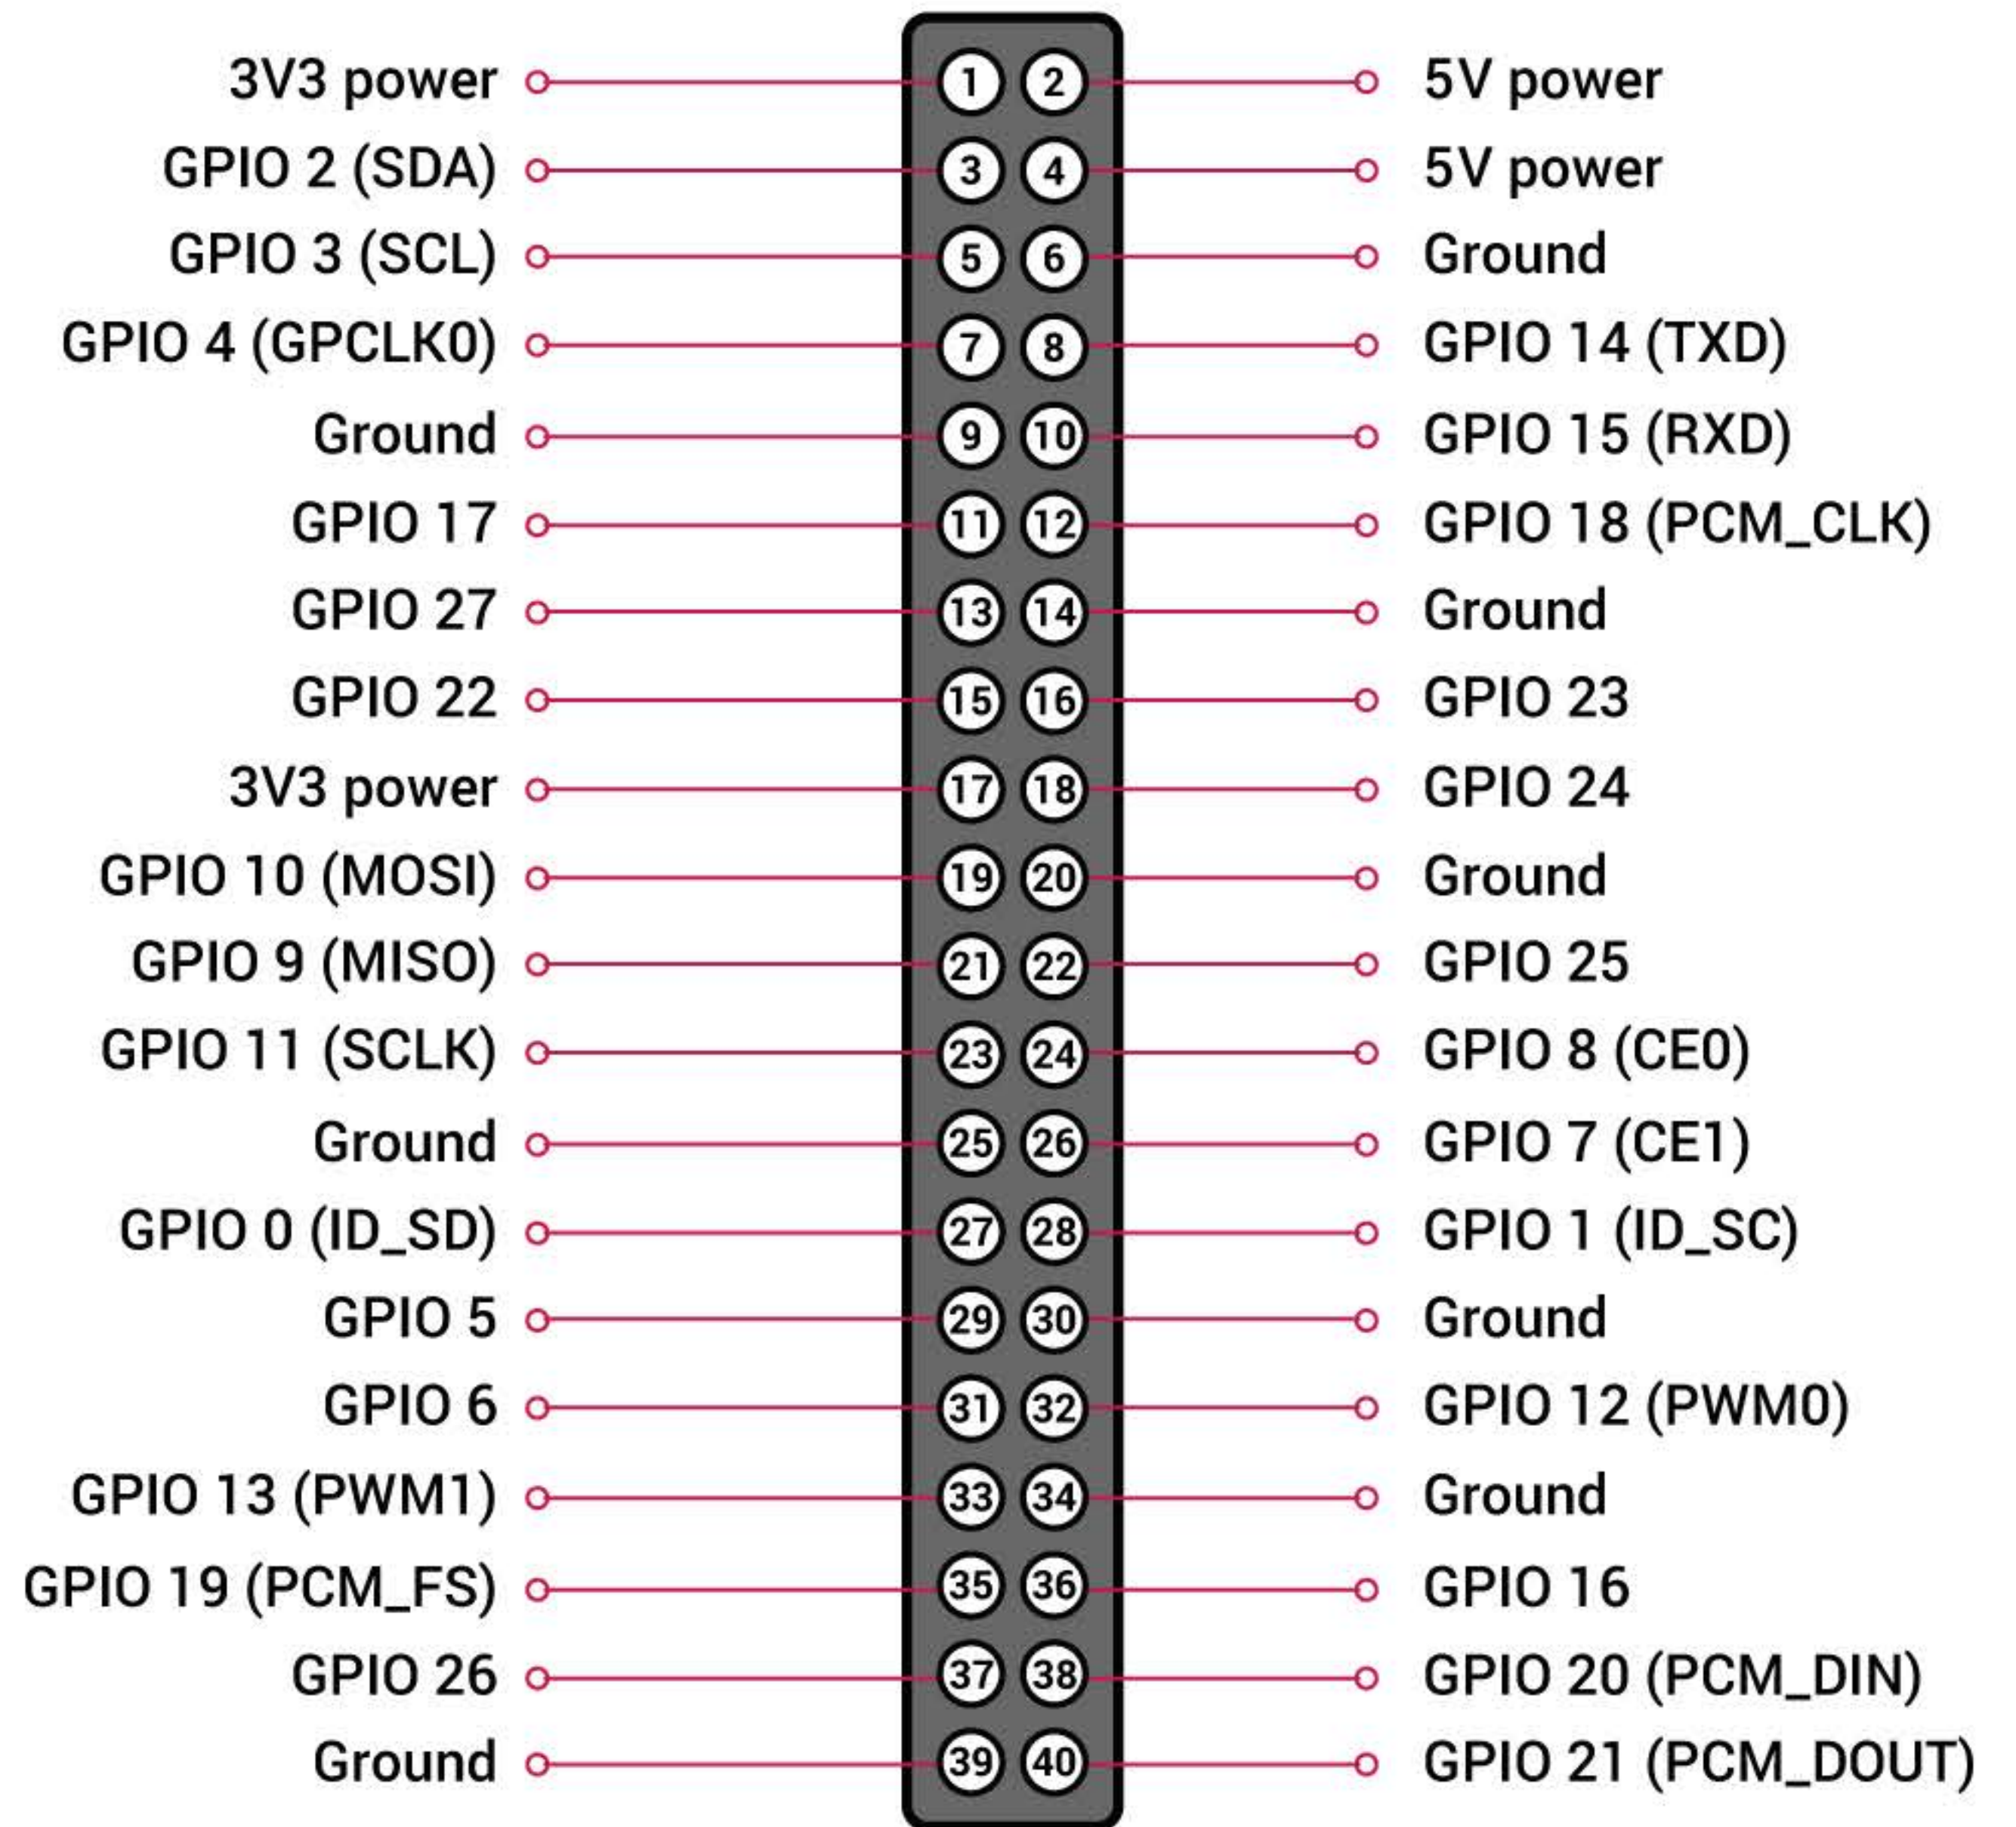 3V3 power 1 2 5V power
GPIO 2 (SDA) 3 4 5V power
GPIO 3 (SCL) 5 6 Ground
GPIO 4 (GPCLK0) 7 8 GPIO 14 (TXD)
Ground 9 10 GPIO 15 (RXD)
GPIO 17 11 12 GPIO 18 (PCM_CLK)
GPIO 27 13 14 Ground
GPIO 22 15 16 GPIO 23
3V3 power 17 18 GPIO 24
GPIO 10 (MOSI) 19 20 Ground
GPIO 9 (MISO) 21 22 GPIO 25
GPIO 11 (SCLK) 23 24 GPIO 8 (CE0)
Ground 25 26 GPIO 7 (CE1)
GPIO 0 (ID_SD) 27 28 GPIO 1 (ID_SC)
GPIO 5 29 30 Ground
GPIO 6 31 32 GPIO 12 (PWM0)
GPIO 13 (PWM1) 33 34 Ground
GPIO 19 (PCM_FS) 35 36 GPIO 16
GPIO 26 37 38 GPIO 20 (PCM_DIN)
Ground 39 40 GPIO 21 (PCM_DOUT)